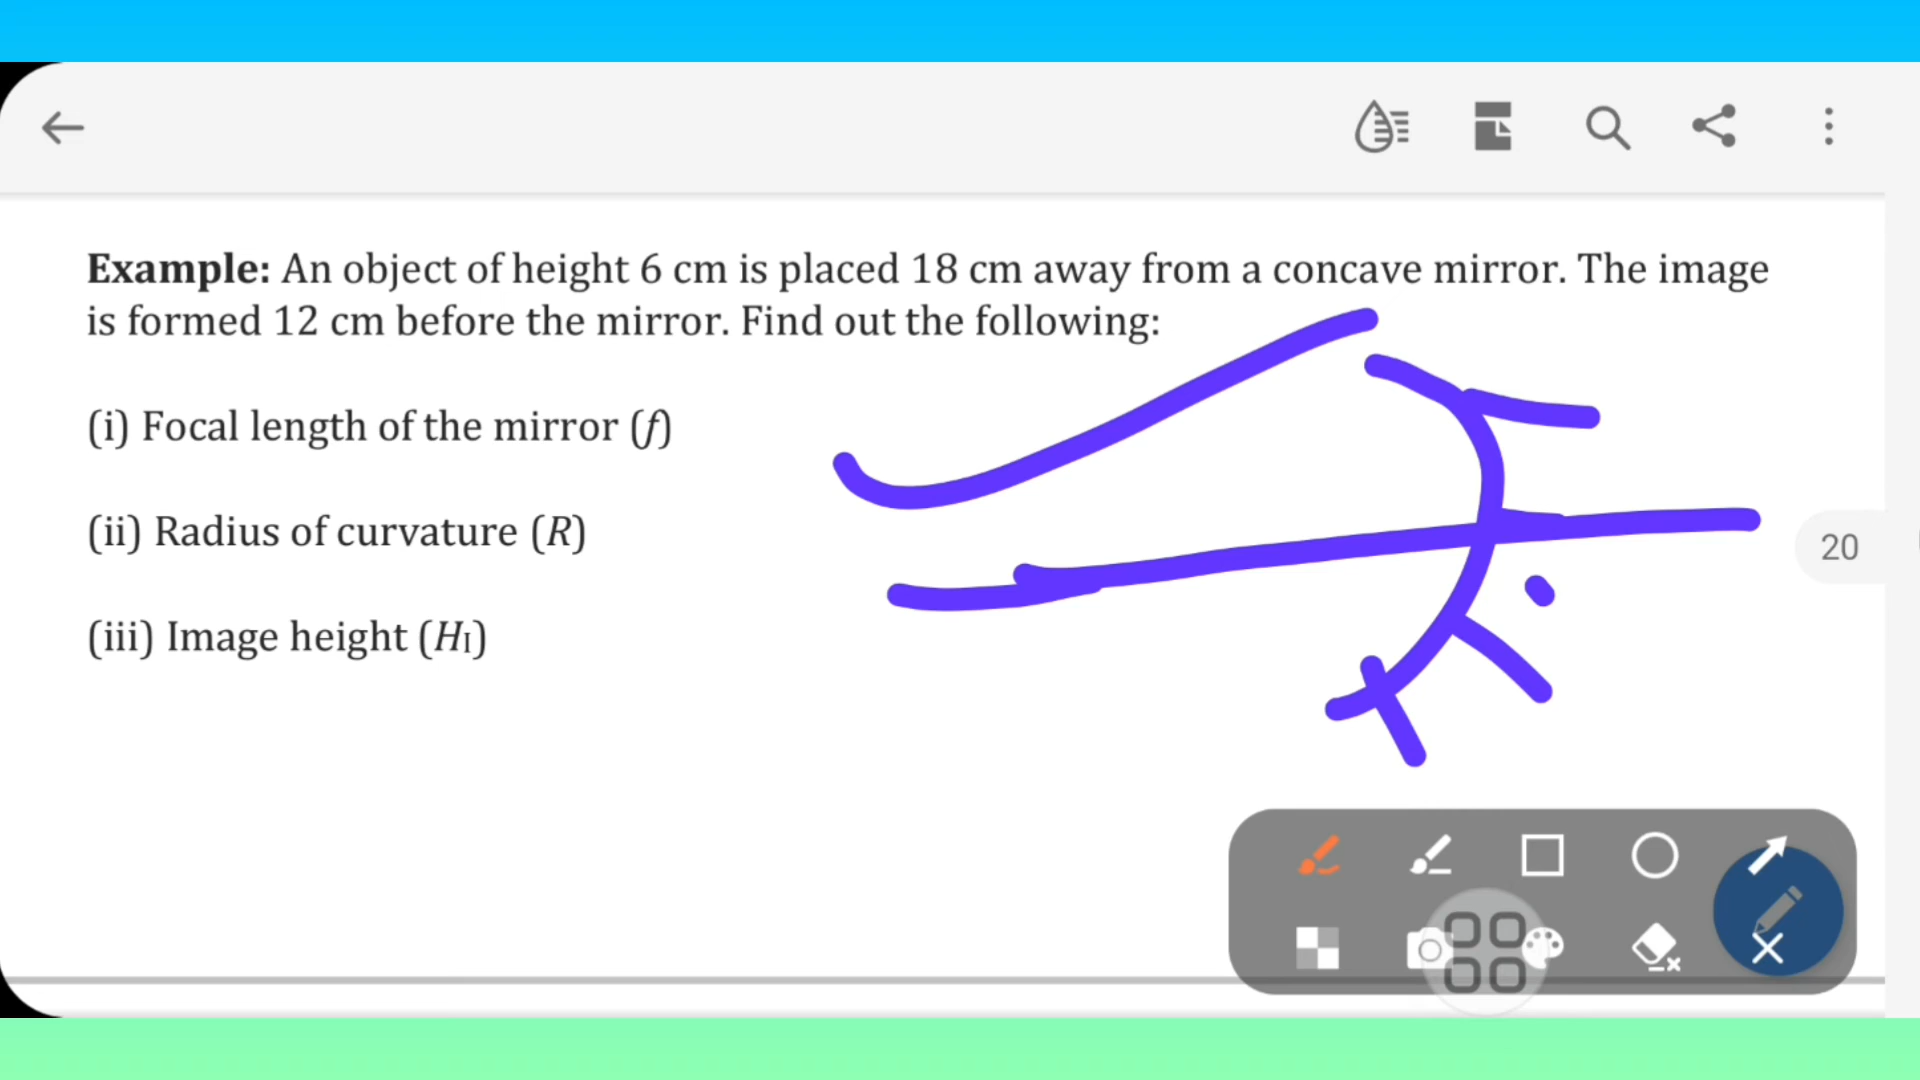 Example: An object of height 6 cm is placed 18 cm away from a concave mirror. The image
is formed 12 cm before the mirror. Find out the following:
(i) Focal length of the mirror (f)
(ii) Radius of curvature (R)
20
(iii) Image height (HI)